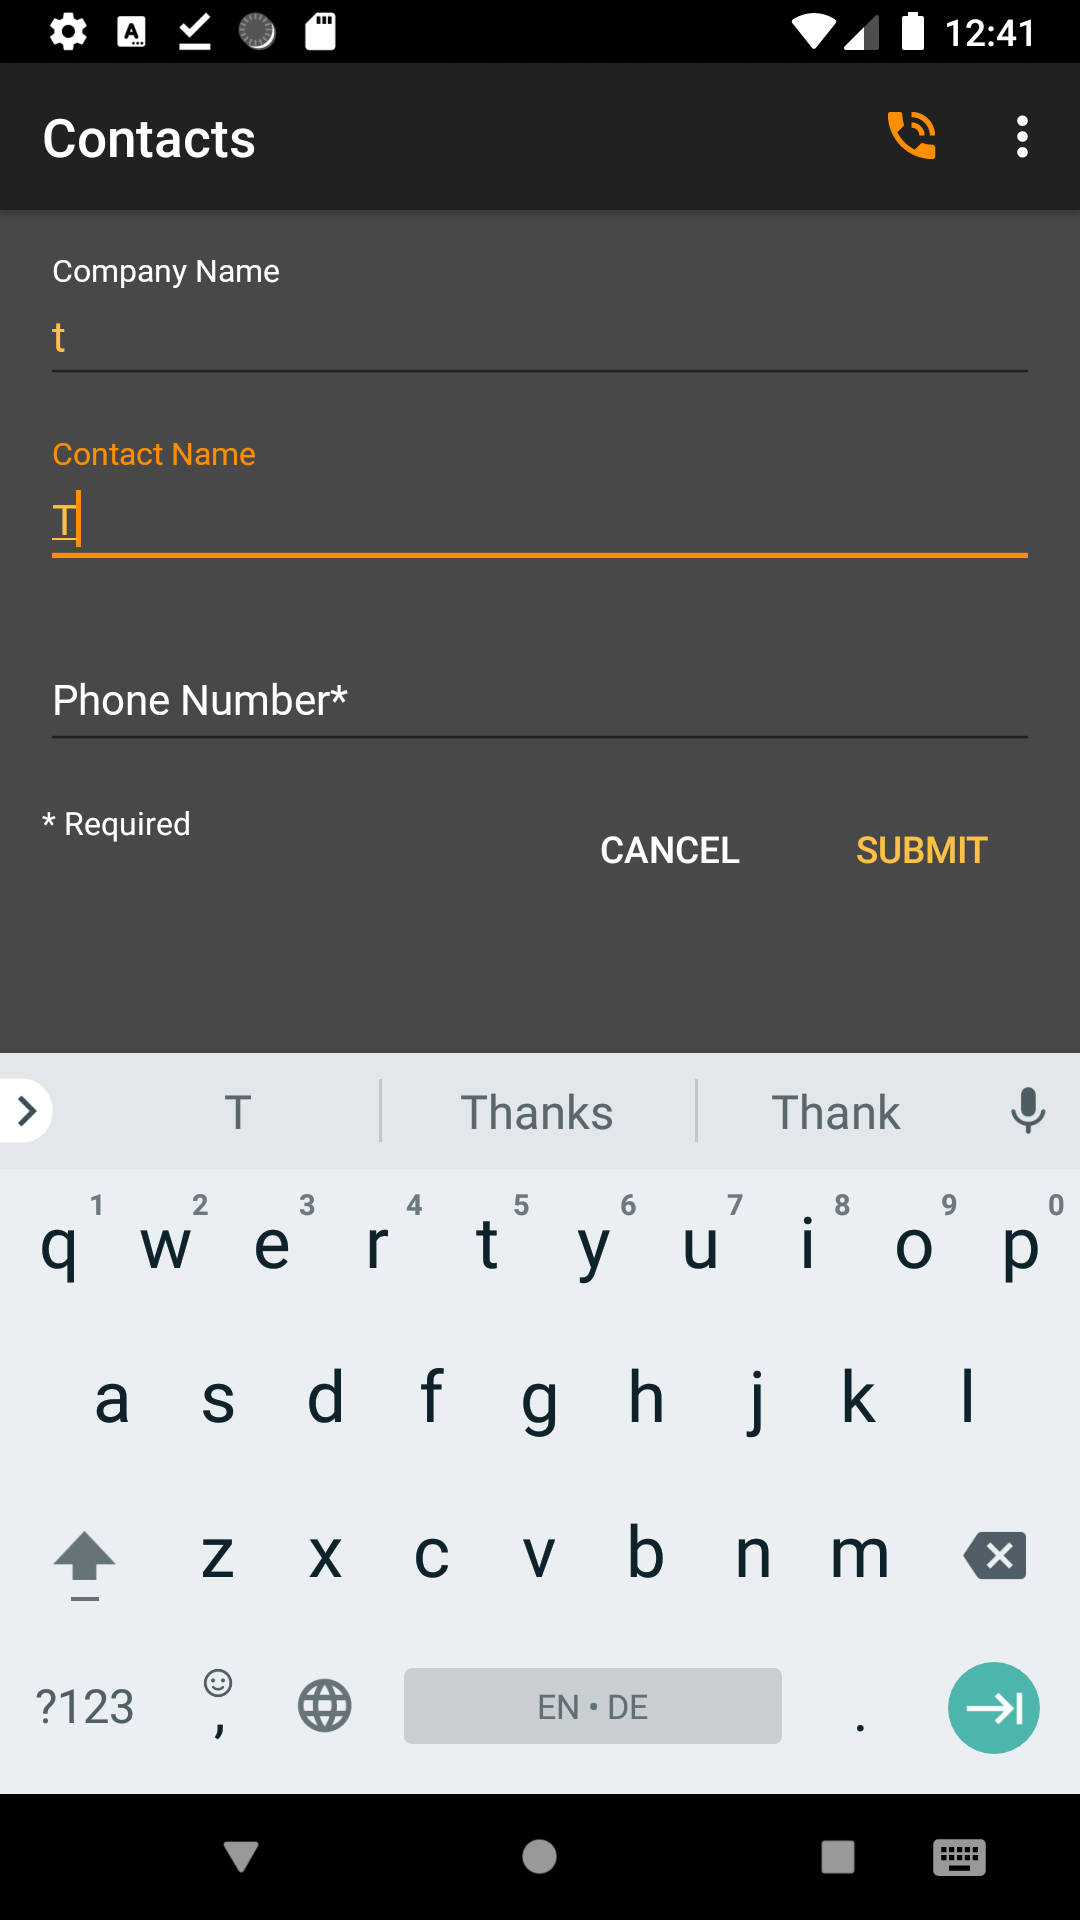 12:41
Contacts
Company Name
t
Contact Name
T
Phone Number*
* Required
CANCEL SUBMIT
T Thanks Thank
1 2 3 4 5 6 7 8 9 0
q w e r t y u i o p
a s d f g h j k l
z x c v b n m
?123 , EN • DE .